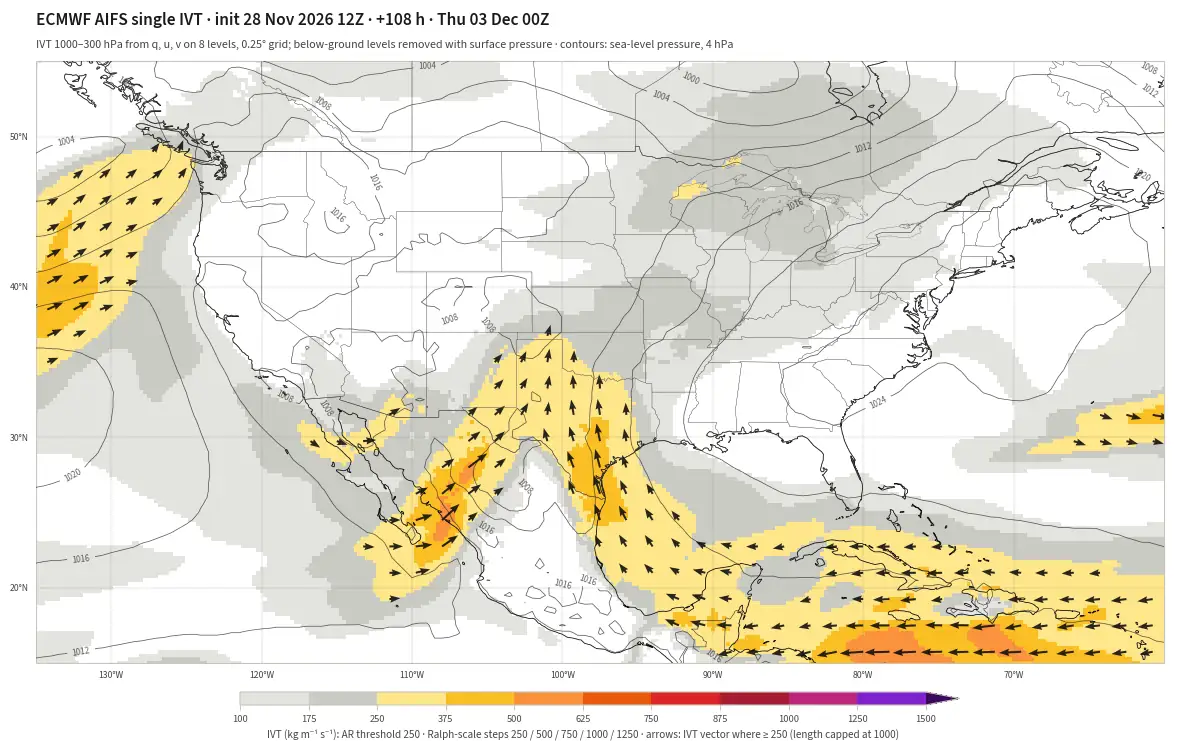 ECMWF AIFS single IVT · init 28 Nov 2026 12Z · +108 h · Thu 03 Dec 00Z
IVT 1000–300 hPa from q, u, v on 8 levels, 0.25° grid; below-ground levels removed with surface pressure · contours: sea-level pressure, 4 hPa
1004
1000
1008
1008
1004
1012
50°N
1004
1012
1016
1020
1016
1016
40°N
1008
1008
1008
1008
1024
30°N
1020
1008
1016
1016
1016
1016
20°N
1012
1016
130°W 120°W 110°W 100°W 90°W 80°W 70°W
100 175 250 375 500 625 750 875 1000 1250 1500
IVT (kg m⁻¹ s⁻¹): AR threshold 250 · Ralph-scale steps 250 / 500 / 750 / 1000 / 1250 · arrows: IVT vector where ≥ 250 (length capped at 1000)